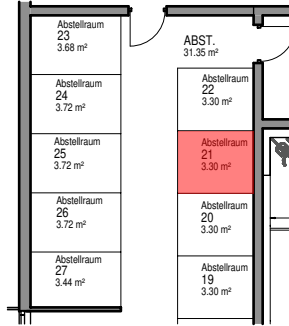 Abstellraum
23
3.68 m²
ABST.
31.35 m²
Abstellraum
24
3.72 m²
Abstellraum
22
3.30 m²
Abstellraum
25
3.72 m²
Abstellraum
21
3.30 m²
Abstellraum
26
3.72 m²
Abstellraum
20
3.30 m²
Abstellraum
27
3.44 m²
Abstellraum
19
3.30 m²